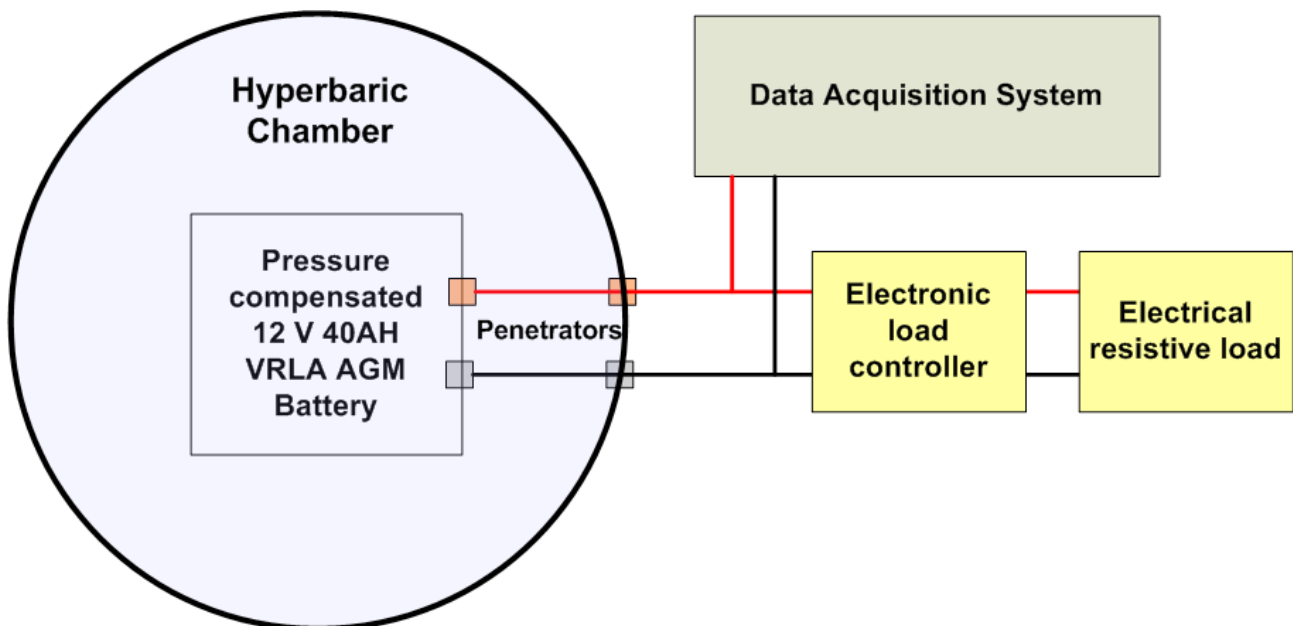 Hyperbaric
Chamber
Data Acquisition System
Pressure
compensated
12 V 40AH
VRLA AGM
Battery
Penetrators
Electronic
load
controller
Electrical
resistive load